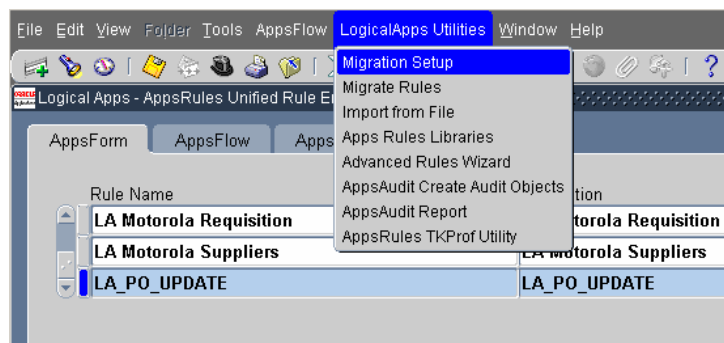 File Edit View Folder Tools AppsFlow LogicalApps Utilities Window Help
Migration Setup
Migrate Rules
Import from File
Apps Rules Libraries
Advanced Rules Wizard
AppsAudit Create Audit Objects
AppsAudit Report
AppsRules TKProf Utility
Logical Apps - AppsRules Unified Rule E
AppsForm AppsFlow Apps
Rule Name tion
LA Motorola Requisition torola Requisition
LA Motorola Suppliers LA Motorola Suppliers
LA_PO_UPDATE LA_PO_UPDATE